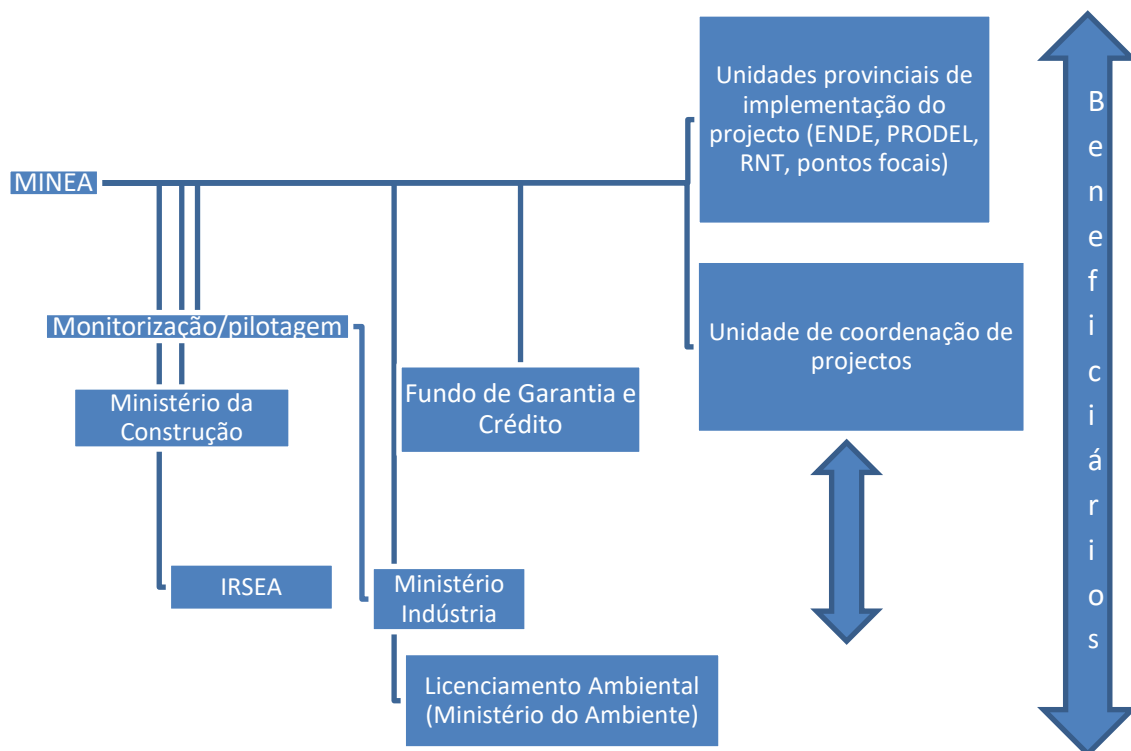 Unidades provinciais de
implementação do
projecto (ENDE, PRODEL,
RNT, pontos focais)
MINEA
Monitorização/pilotagem
Unidade de coordenação de
projectos
Ministério da
Construção
Fundo de Garantia e
Crédito
IRSEA
Ministério
Indústria
Licenciamento Ambiental
(Ministério do Ambiente)
Beneficiários